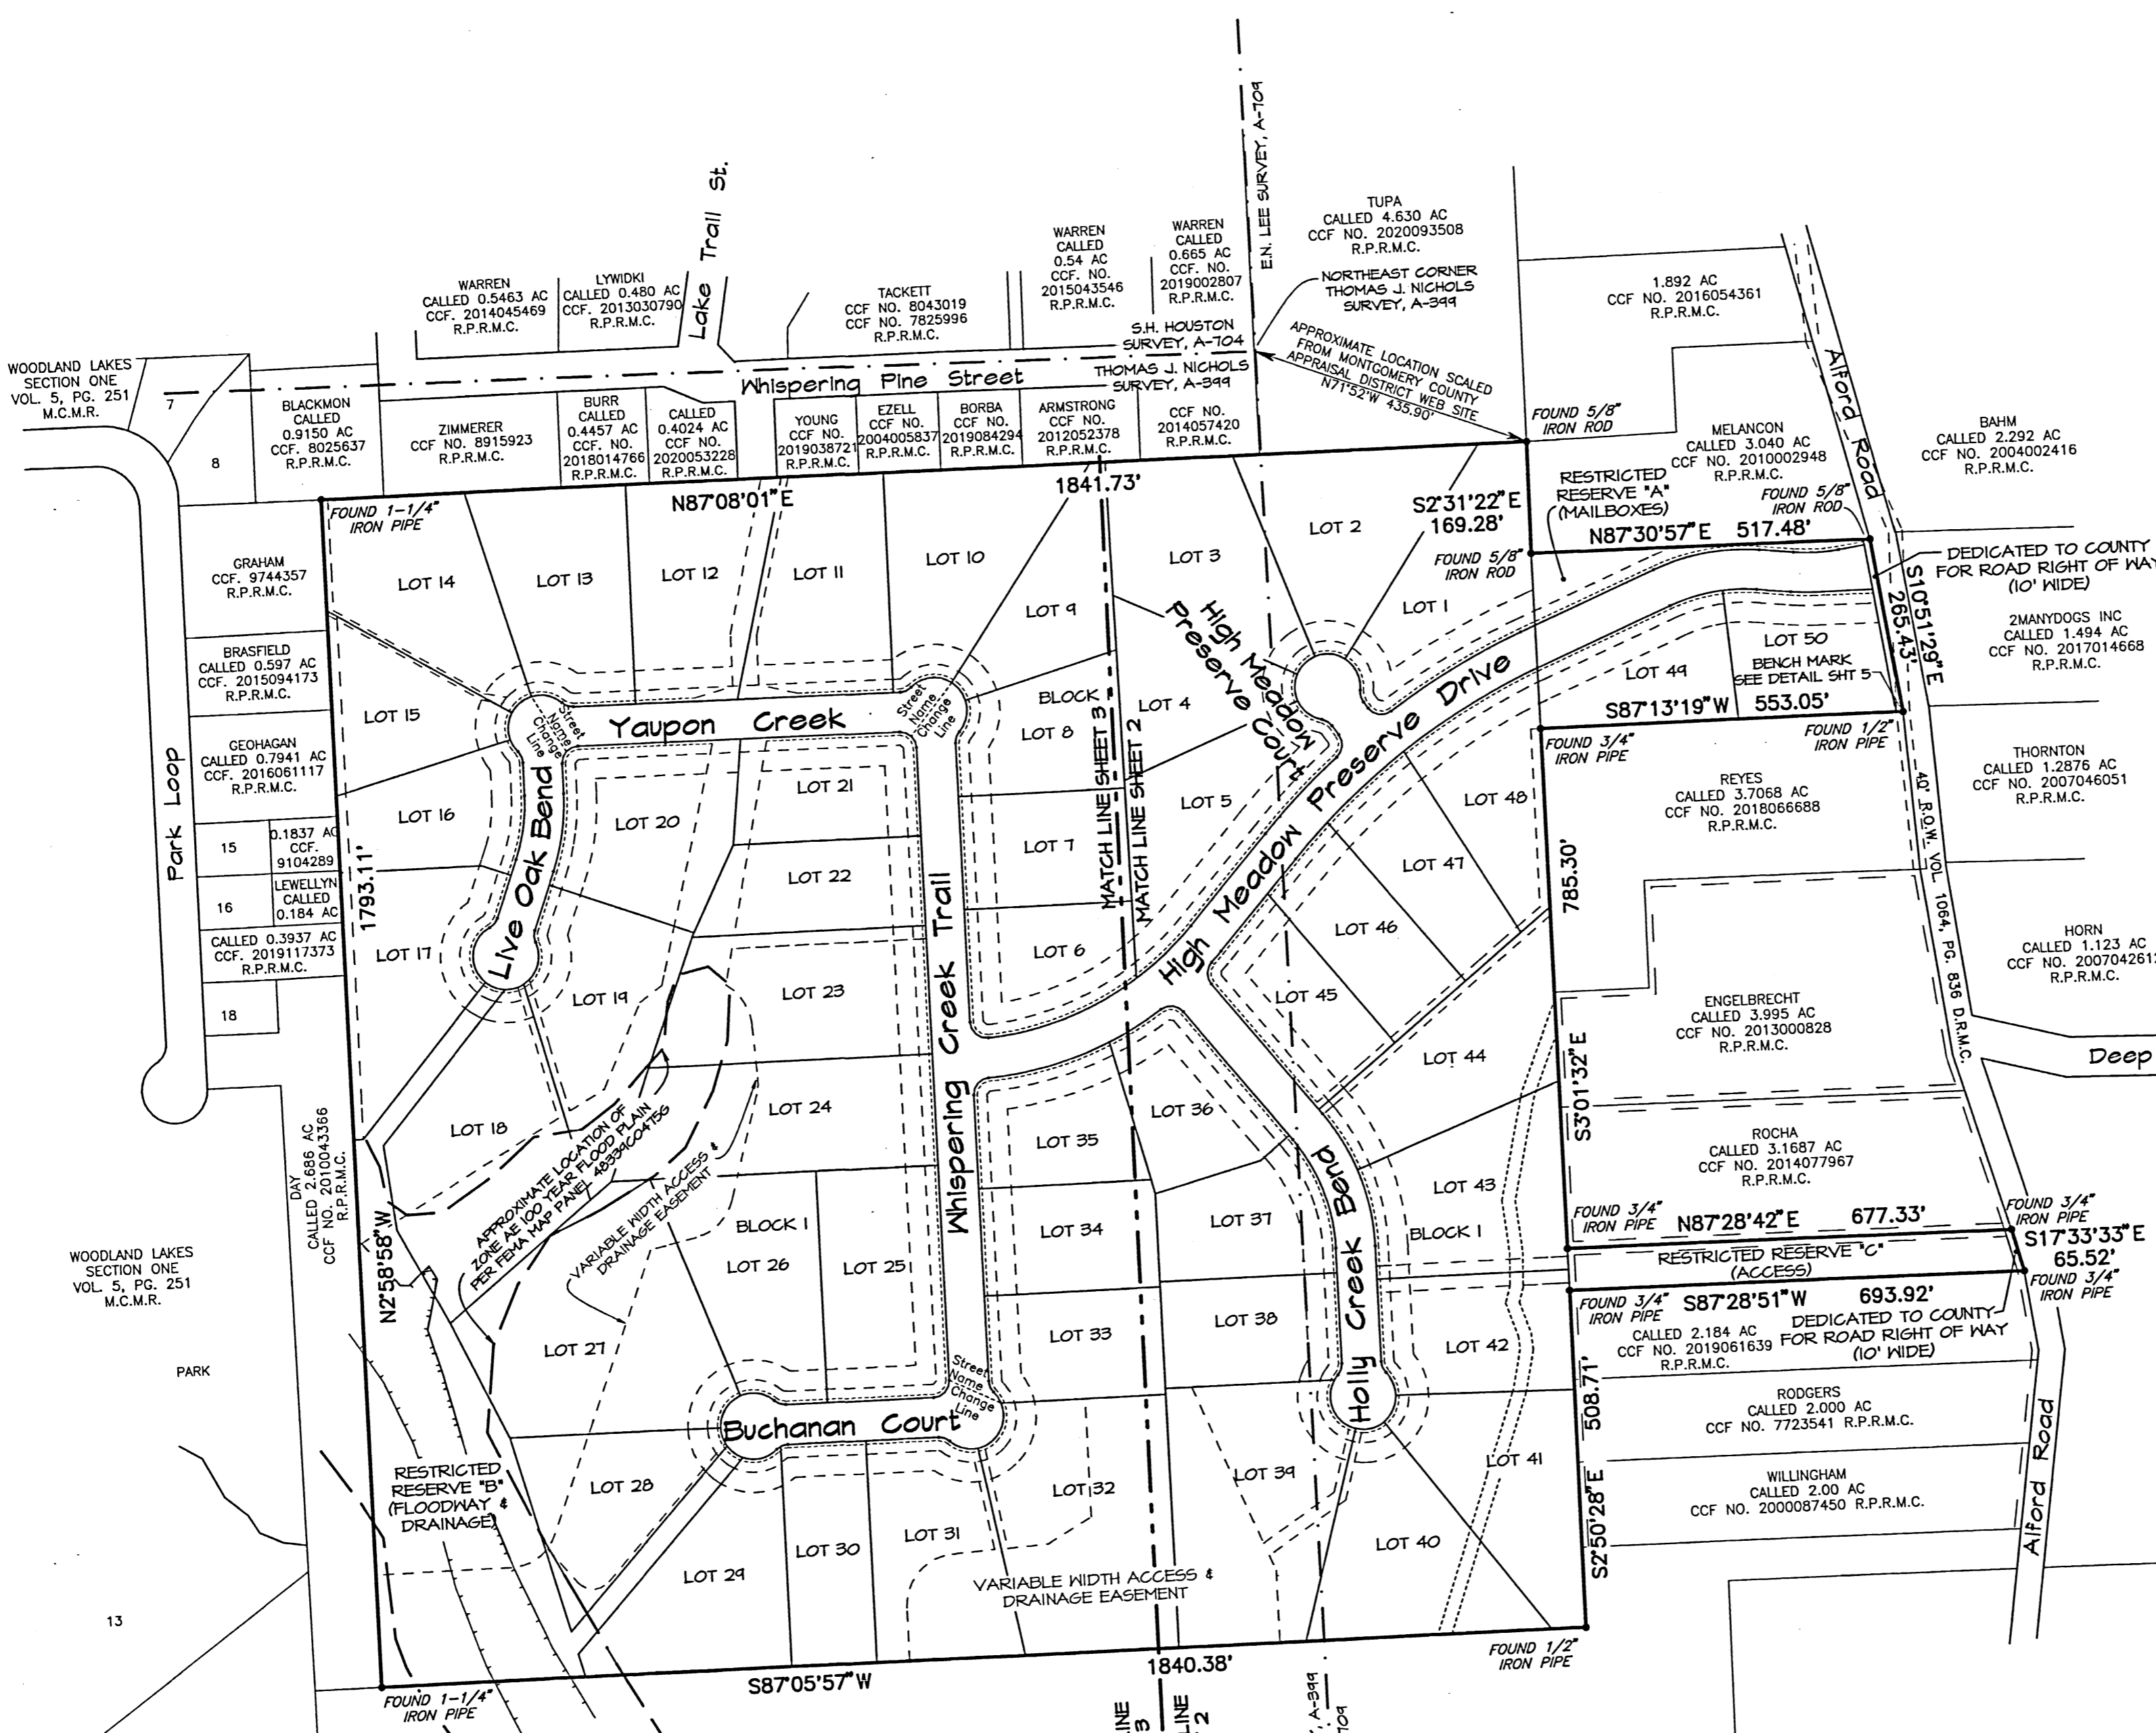 E.N. LEE SURVEY, A-709
Lake Trail St.
TUPA
CALLED 4.630 AC
CCF NO. 2020093508
R.P.R.M.C.
WARREN
CALLED
0.54 AC
CCF. NO.
2015043546
R.P.R.M.C.
WARREN
CALLED
0.665 AC
CCF. NO.
2019002807
R.P.R.M.C.
WARREN
CALLED 0.5463 AC
CCF. 2014045469
R.P.R.M.C.
LYWIDKI
CALLED 0.480 AC
CCF. 2013030790
R.P.R.M.C.
TACKETT
CCF NO. 8043019
CCF NO. 7825996
R.P.R.M.C.
NORTHEAST CORNER
THOMAS J. NICHOLS
SURVEY, A-399
1.892 AC
CCF NO. 2016054361
R.P.R.M.C.
S.H. HOUSTON
SURVEY, A-704
THOMAS J. NICHOLS
SURVEY, A-399
APPROXIMATE LOCATION SCALED
FROM MONTGOMERY COUNTY
APPRAISAL DISTRICT WEB SITE
N71°52'W 435.90'
Alford Road
WOODLAND LAKES
SECTION ONE
VOL. 5, PG. 251
M.C.M.R.
7
8
Whispering Pine Street
BLACKMON
CALLED
0.9150 AC
CCF. 8025637
R.P.R.M.C.
ZIMMERER
CCF NO. 8915923
BURR
CALLED
0.4457 AC
CCF. NO.
2018014766
R.P.R.M.C.
CALLED
0.4024 AC
CCF NO.
2020053228
R.P.R.M.C.
YOUNG
CCF NO.
2019038721
R.P.R.M.C.
EZELL
CCF NO.
2004005837
R.P.R.M.C.
BORBA
CCF NO.
2019084294
R.P.R.M.C.
ARMSTRONG
CCF NO.
2012052378
R.P.R.M.C.
CCF NO.
2014057420
R.P.R.M.C.
FOUND 5/8"
IRON ROD
MELANCON
CALLED 3.040 AC
CCF NO. 2010002948
R.P.R.M.C.
BAHM
CALLED 2.292 AC
CCF NO. 2004002416
R.P.R.M.C.
RESTRICTED
RESERVE "A"
(MAILBOXES)
FOUND 5/8"
IRON ROD
FOUND 1-1/4"
IRON PIPE
N87°08'01"E
1841.73'
S2°31'22"E
169.28'
FOUND 5/8"
IRON ROD
N87°30'57"E 517.48'
DEDICATED TO COUNTY
FOR ROAD RIGHT OF WAY
(10' WIDE)
S10°51'29"E
265.43'
GRAHAM
CCF. 9744357
R.P.R.M.C.
BRASFIELD
CALLED 0.597 AC
CCF. 2015094173
R.P.R.M.C.
GEOHAGAN
CALLED 0.7941 AC
CCF. 2016061117
R.P.R.M.C.
15
0.1837 AC
CCF.
9104289
16
LEWELLYN
CALLED
0.184 AC
CALLED 0.3937 AC
CCF. 2019117373
R.P.R.M.C.
18
Park Loop
LOT 14
LOT 13
LOT 12
LOT 11
LOT 10
LOT 9
LOT 3
LOT 2
LOT 1
High Meadow
Preserve Court
LOT 50
BENCH MARK
SEE DETAIL SHT 5
LOT 49
2MANYDOGS INC
CALLED 1.494 AC
CCF NO. 2017014668
R.P.R.M.C.
S87°13'19"W 553.05'
FOUND 3/4"
IRON PIPE
FOUND 1/2"
IRON PIPE
LOT 15
Street
Name
Change
Line
Yaupon Creek
Street
Name
Change
Line
BLOCK 1
LOT 8
LOT 4
MATCH LINE SHEET 3
MATCH LINE SHEET 2
High Meadow Preserve Drive
THORNTON
CALLED 1.2876 AC
CCF NO. 2007046051
R.P.R.M.C.
REYES
CALLED 3.7068 AC
CCF NO. 2018066688
R.P.R.M.C.
40' R.O.W. VOL. 1064, PG. 836 D.R.M.C.
LOT 16
Live Oak Bend
LOT 20
LOT 21
LOT 22
LOT 7
LOT 5
LOT 48
LOT 47
785.30'
1793.11'
LOT 17
LOT 19
LOT 23
LOT 6
LOT 46
LOT 45
HORN
CALLED 1.123 AC
R.P.R.M.C.
ENGELBRECHT
CALLED 3.995 AC
CCF NO. 2013000828
R.P.R.M.C.
S3°01'32"E
Deep
LOT 44
Whispering Creek Trail
LOT 18
LOT 24
LOT 35
LOT 36
DAY
CALLED 2.686 AC
CCF NO. 2010043366
R.P.R.M.C.
APPROXIMATE LOCATION OF
ZONE AE 100 YEAR FLOOD PLAIN
PER FEMA MAP PANEL 48339C0475G
VARIABLE WIDTH ACCESS &
DRAINAGE EASEMENT
ROCHA
CALLED 3.1687 AC
CCF NO. 2014077967
R.P.R.M.C.
LOT 43
BLOCK 1
FOUND 3/4"
IRON PIPE
N87°28'42"E 677.33'
FOUND 3/4"
IRON PIPE
S17°33'33"E
65.52'
FOUND 3/4"
IRON PIPE
RESTRICTED RESERVE "C"
(ACCESS)
WOODLAND LAKES
SECTION ONE
VOL. 5, PG. 251
M.C.M.R.
N2°58'58"W
BLOCK 1
LOT 26
LOT 25
LOT 34
LOT 37
Holly Creek Bend
FOUND 3/4"
IRON PIPE
S87°28'51"W 693.92'
CALLED 2.184 AC
CCF NO. 2019061639
R.P.R.M.C.
DEDICATED TO COUNTY
FOR ROAD RIGHT OF WAY
(10' WIDE)
LOT 27
LOT 33
LOT 38
LOT 42
PARK
Street
Name
Change
Line
Buchanan Court
508.71'
RODGERS
CALLED 2.000 AC
CCF NO. 7723541 R.P.R.M.C.
Alford Road
RESTRICTED
RESERVE "B"
(FLOODWAY &
DRAINAGE)
LOT 28
LOT 32
LOT 39
LOT 41
WILLINGHAM
CALLED 2.00 AC
CCF NO. 2000087450 R.P.R.M.C.
S2°50'28"E
LOT 29
LOT 30
LOT 31
LOT 40
VARIABLE WIDTH ACCESS &
DRAINAGE EASEMENT
13
FOUND 1/2"
IRON PIPE
1840.38'
S87°05'57"W
FOUND 1-1/4"
IRON PIPE
LINE
3
LINE
2
A-399
709